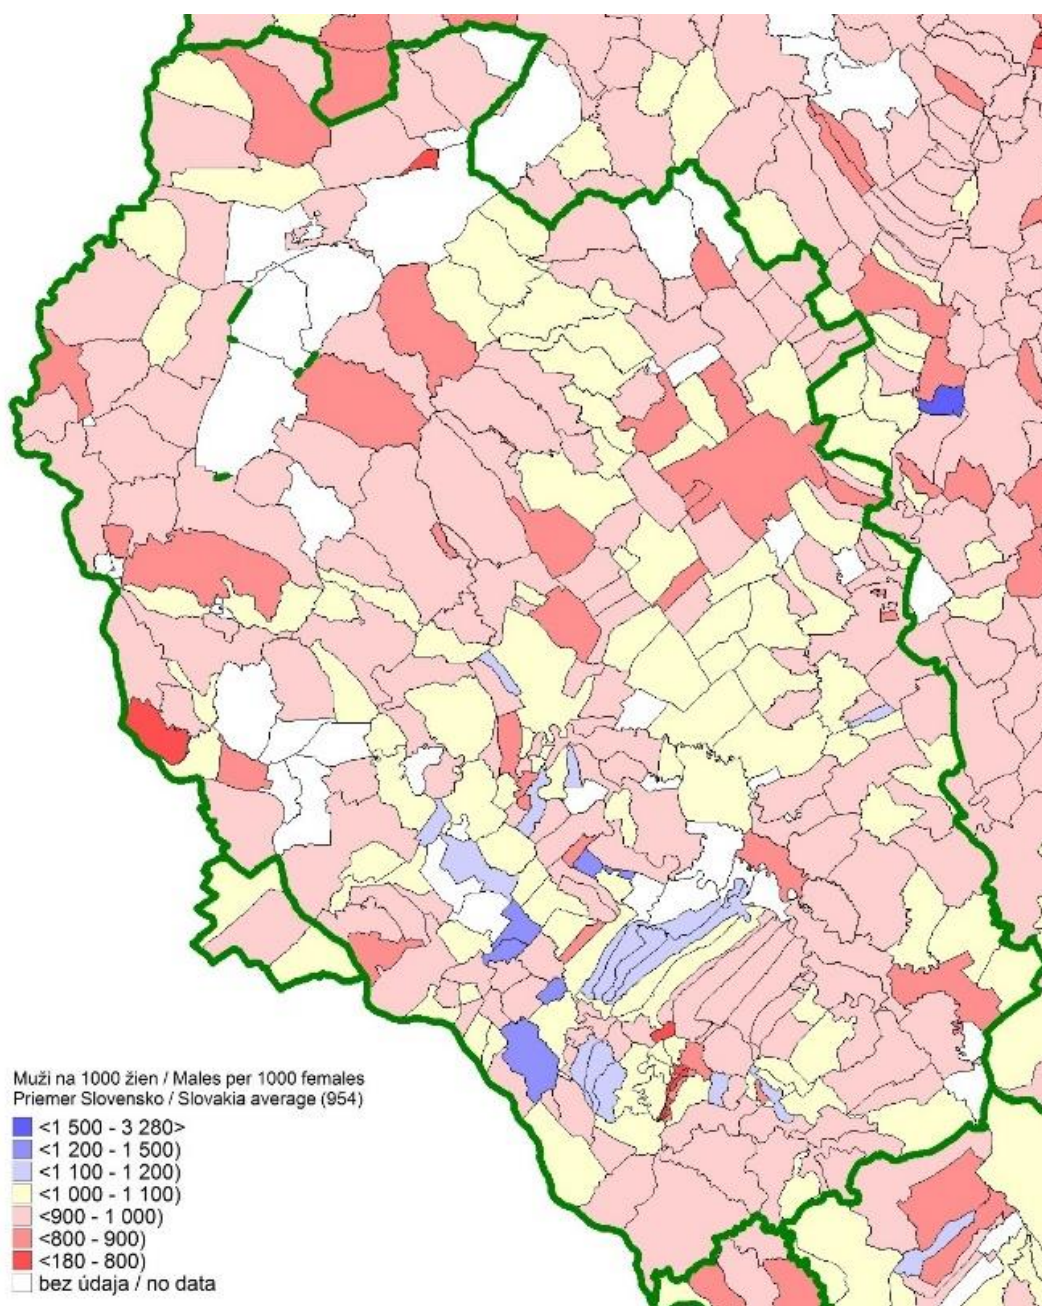 Muži na 1000 žien / Males per 1000 females
Priemer Slovensko / Slovakia average (954)
<1 500 - 3 280>
<1 200 - 1 500)
<1 100 - 1 200)
<1 000 - 1 100)
<900 - 1 000)
<800 - 900)
<180 - 800)
bez údaja / no data